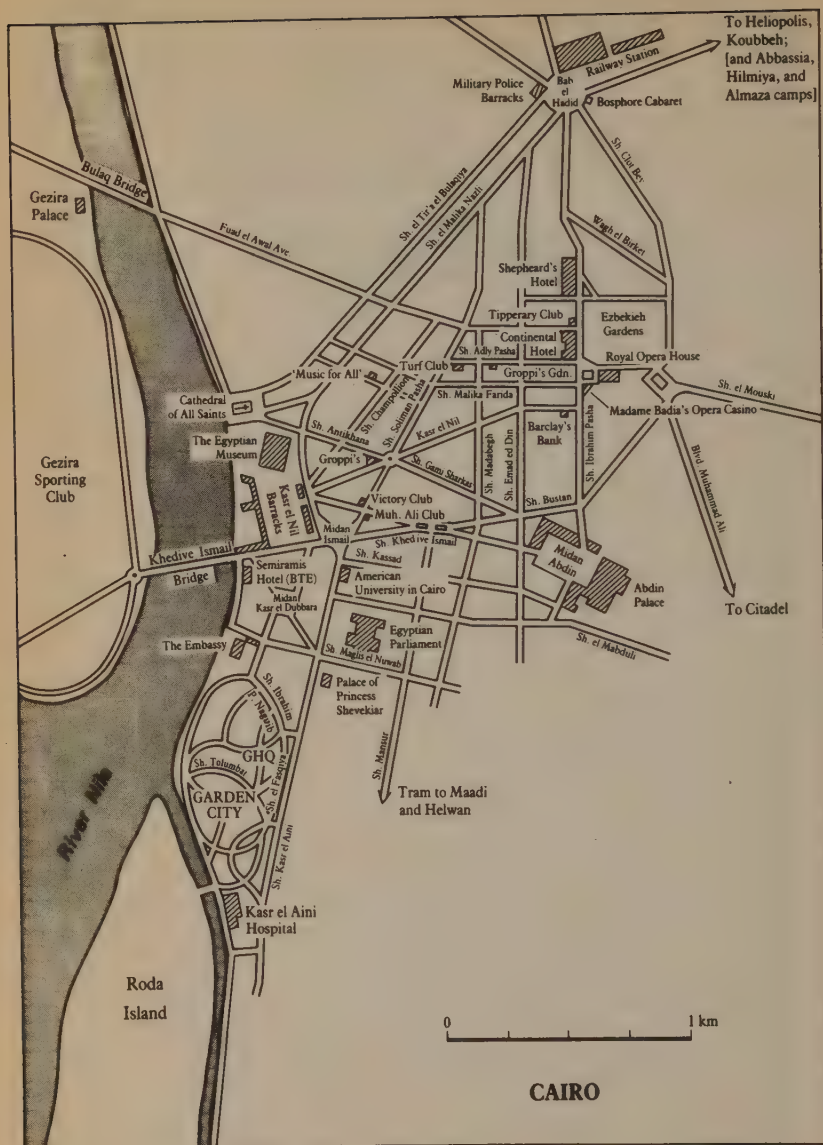 To Heliopolis,
Koubbeh;
[and Abbassia,
Hilmiya, and
Almaza camps]
Railway Station
Military Police
Barracks
Bab
el
Hadid
Bosphore Cabaret
Sh. Clot Bey
Bulaq Bridge
Gezira
Palace
Sh. el Tir'a el Bulaqiya
Sh. el Malika Nazli
Fuad el Awal Ave
Wagh el Birket
Shepheard's
Hotel
Tipperary Club
Ezbekieh
Gardens
Continental
Hotel
Sh. Adly Pasha
Royal Opera House
'Music for All'
Turf Club
Groppi's Gdn.
Sh. el Mouski
Sh. Champollion
Sh. Soliman Pasha
Sh. Malika Farida
Cathedral
of All Saints
Madame Badia's Opera Casino
Sh. Antikhana
Kasr el Nil
Barclay's
Bank
Sh. Ibrahim Pasha
The Egyptian
Museum
Groppi's
Sh. Gami Sharkas
Sh. Madabegh
Sh. Emad ed Din
Blvd. Muhammad Ali
Gezira
Sporting
Club
Kasr el Nil
Barracks
Victory Club
Sh. Bustan
Muh. Ali Club
Midan
Ismail
Sh. Khedive Ismail
Khedive Ismail
Bridge
Sh. Kassad
Midan
Abdin
Semiramis
Hotel (BTE)
American
University in Cairo
Abdin
Palace
To Citadel
Midan
Kasr el Dubbara
The Embassy
Egyptian
Parliament
Sh. Maglis el Nuwab
Sh. el Mabduli
Palace of
Princess
Shevekiar
Sh. Ibrahim
P. Naguib
GHQ
Sh. Tolumbat
Sh. el Fasqiya
Sh. Mansur
GARDEN
CITY
Tram to Maadi
and Helwan
River Nile
Sh. Kasr el Aini
Kasr el Aini
Hospital
Roda
Island
0 1 km
CAIRO